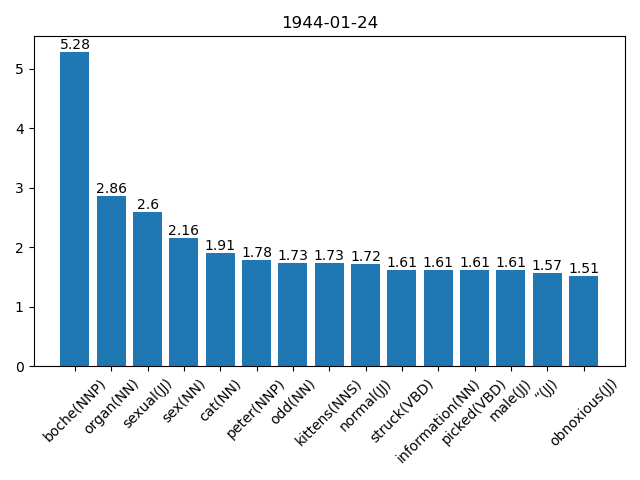 1944-01-24
5.28
2.86
2.6
2.16
1.91
1.78
1.73
1.73
1.72
1.61
1.61
1.61
1.61
1.57
1.51
5
4
3
2
1
0
boche(NNP)
organ(NN)
sexual(JJ)
sex(NN)
cat(NN)
peter(NNP)
odd(NN)
kittens(NNS)
normal(JJ)
struck(VBD)
information(NN)
picked(VBD)
male(JJ)
“(JJ)
obnoxious(JJ)